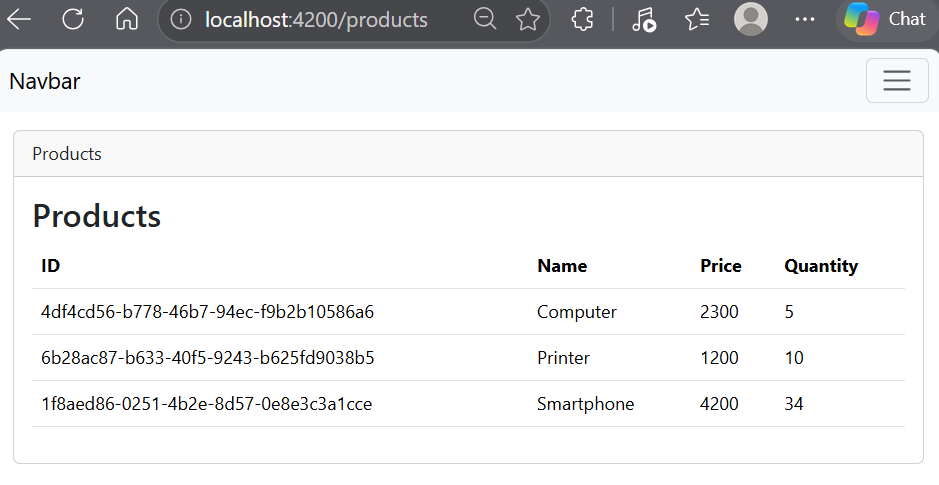 localhost:4200/products
Chat
Navbar
Products
Products
ID Name Price Quantity
4df4cd56-b778-46b7-94ec-f9b2b10586a6 Computer 2300 5
6b28ac87-b633-40f5-9243-b625fd9038b5 Printer 1200 10
1f8aed86-0251-4b2e-8d57-0e8e3c3a1cce Smartphone 4200 34